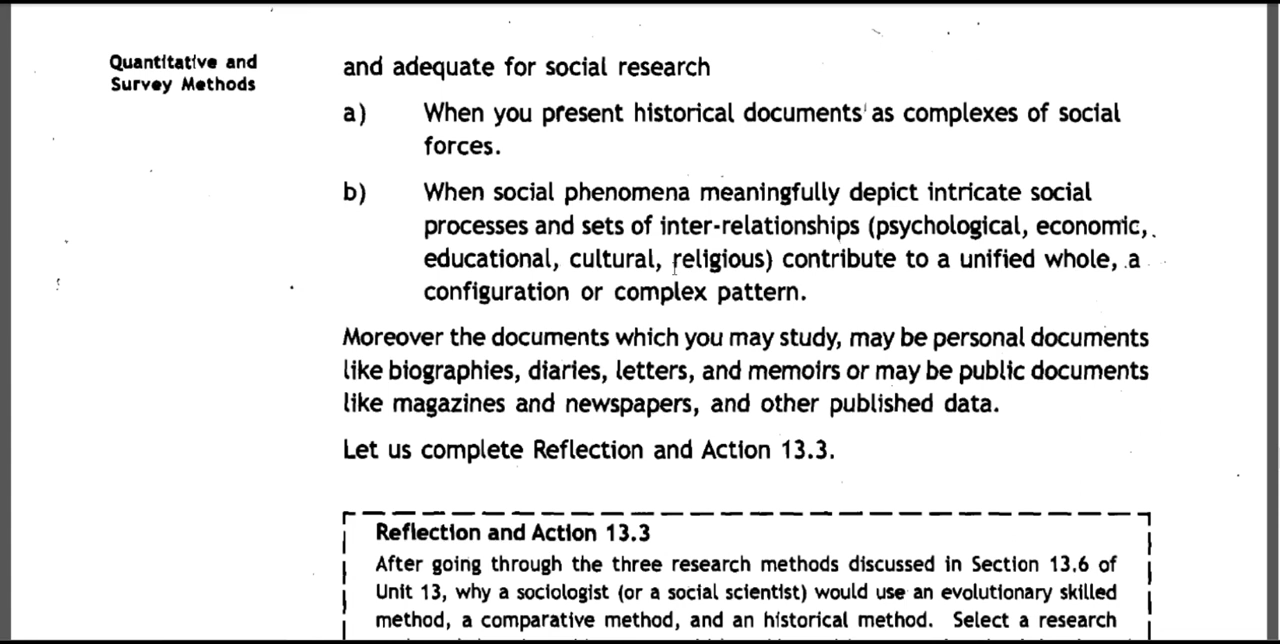 Quantitative and
Survey Methods
and adequate for social research
a) When you present historical documents as complexes of social
forces.
b) When social phenomena meaningfully depict intricate social
processes and sets of inter-relationships (psychological, economic,
educational, cultural, religious) contribute to a unified whole, a
configuration or complex pattern.
Moreover the documents which you may study, may be personal documents
like biographies, diaries, letters, and memoirs or may be public documents
like magazines and newspapers, and other published data.
Let us complete Reflection and Action 13.3.
Reflection and Action 13.3
After going through the three research methods discussed in Section 13.6 of
Unit 13, why a sociologist (or a social scientist) would use an evolutionary skilled
method, a comparative method, and an historical method. Select a research